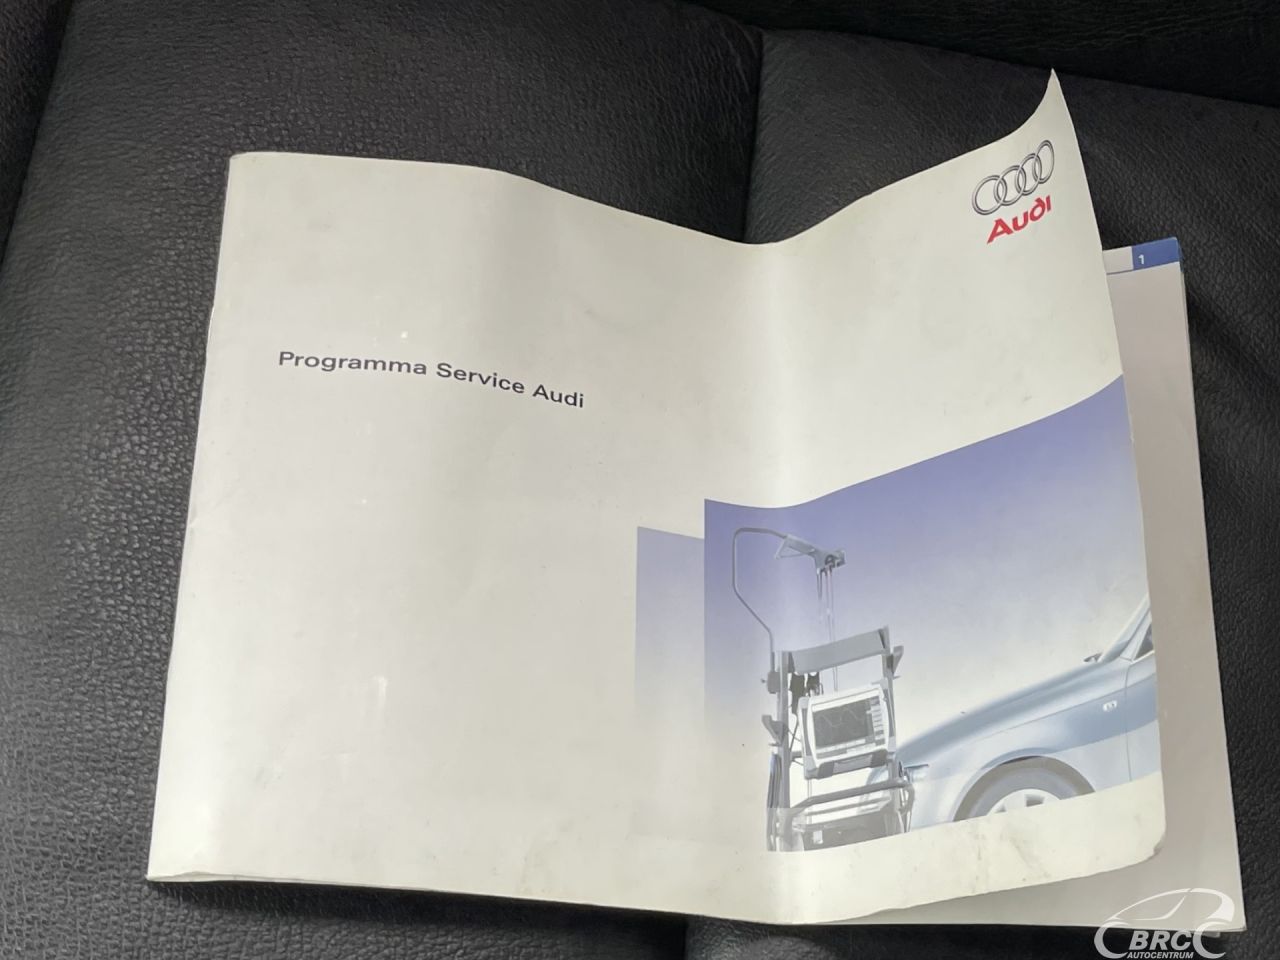 Audi
1
Programma Service Audi
BRC
AUTOCENTRUM